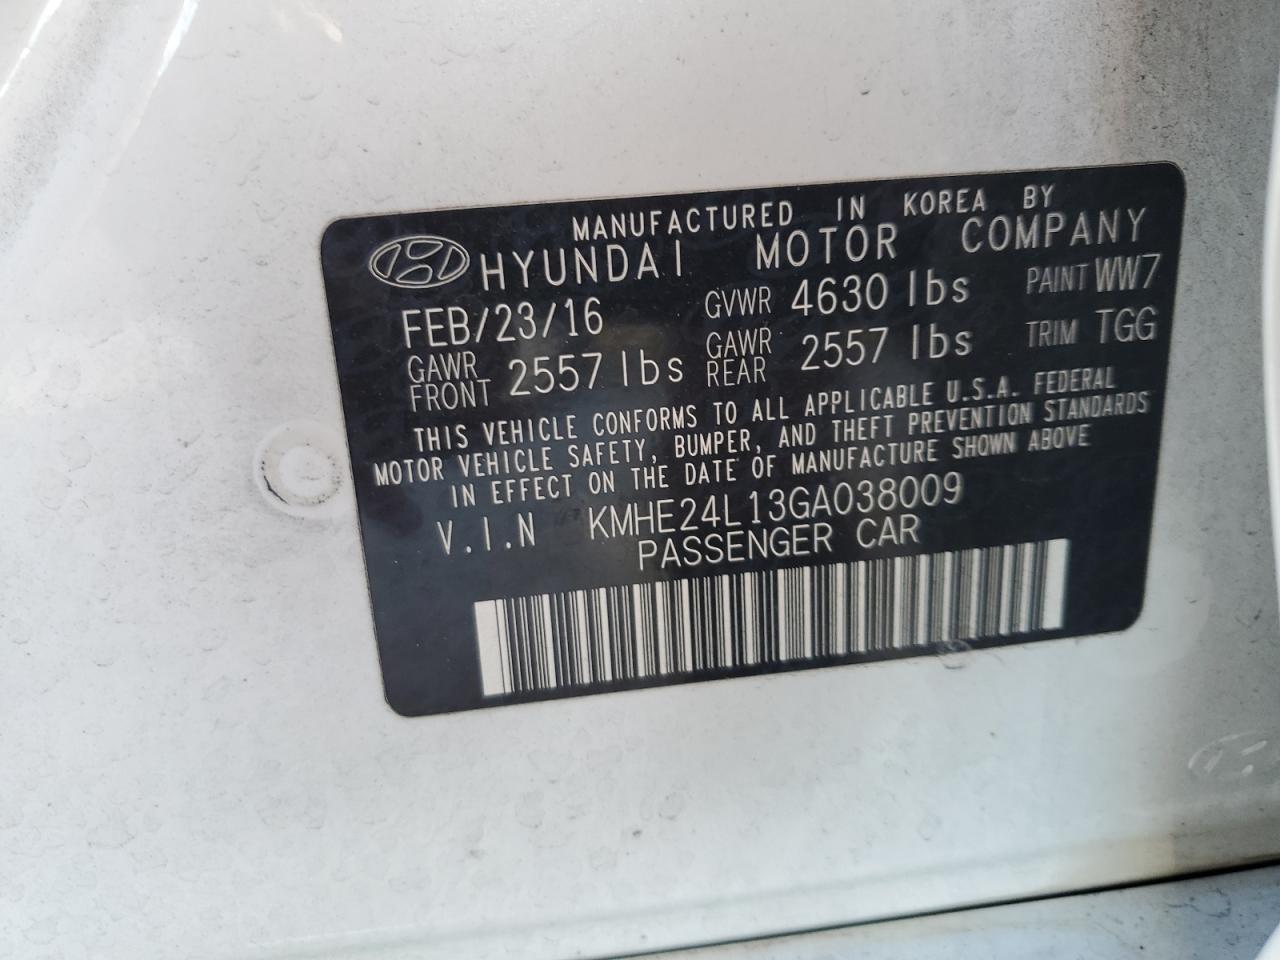 MANUFACTURED IN KOREA BY
HYUNDAI MOTOR COMPANY
FEB/23/16 GVWR 4630 lbs PAINT WW7
GAWR FRONT 2557 lbs GAWR REAR 2557 lbs TRIM TGG
THIS VEHICLE CONFORMS TO ALL APPLICABLE U.S.A. FEDERAL
MOTOR VEHICLE SAFETY, BUMPER, AND THEFT PREVENTION STANDARDS
IN EFFECT ON THE DATE OF MANUFACTURE SHOWN ABOVE
V.I.N KMHE24L13GA038009
PASSENGER CAR